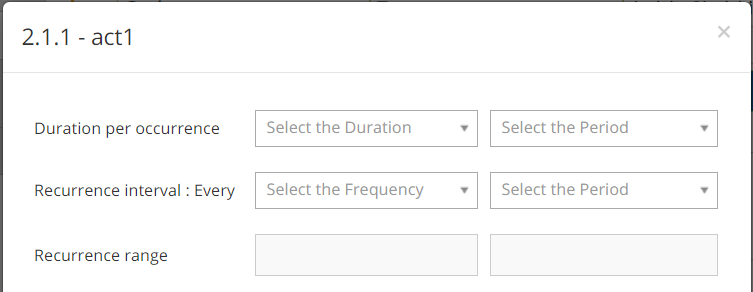 2.1.1 - act1 ×
Duration per occurrence Select the Duration Select the Period
Recurrence interval : Every Select the Frequency Select the Period
Recurrence range